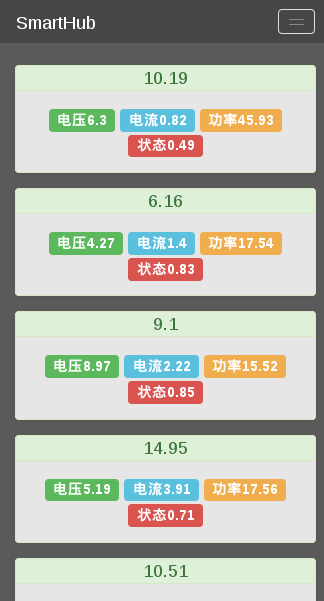 SmartHub
10.19
电压6.3 电流0.82 功率45.93
状态0.49
6.16
电压4.27 电流1.4 功率17.54
状态0.83
9.1
电压8.97 电流2.22 功率15.52
状态0.85
14.95
电压5.19 电流3.91 功率17.56
状态0.71
10.51